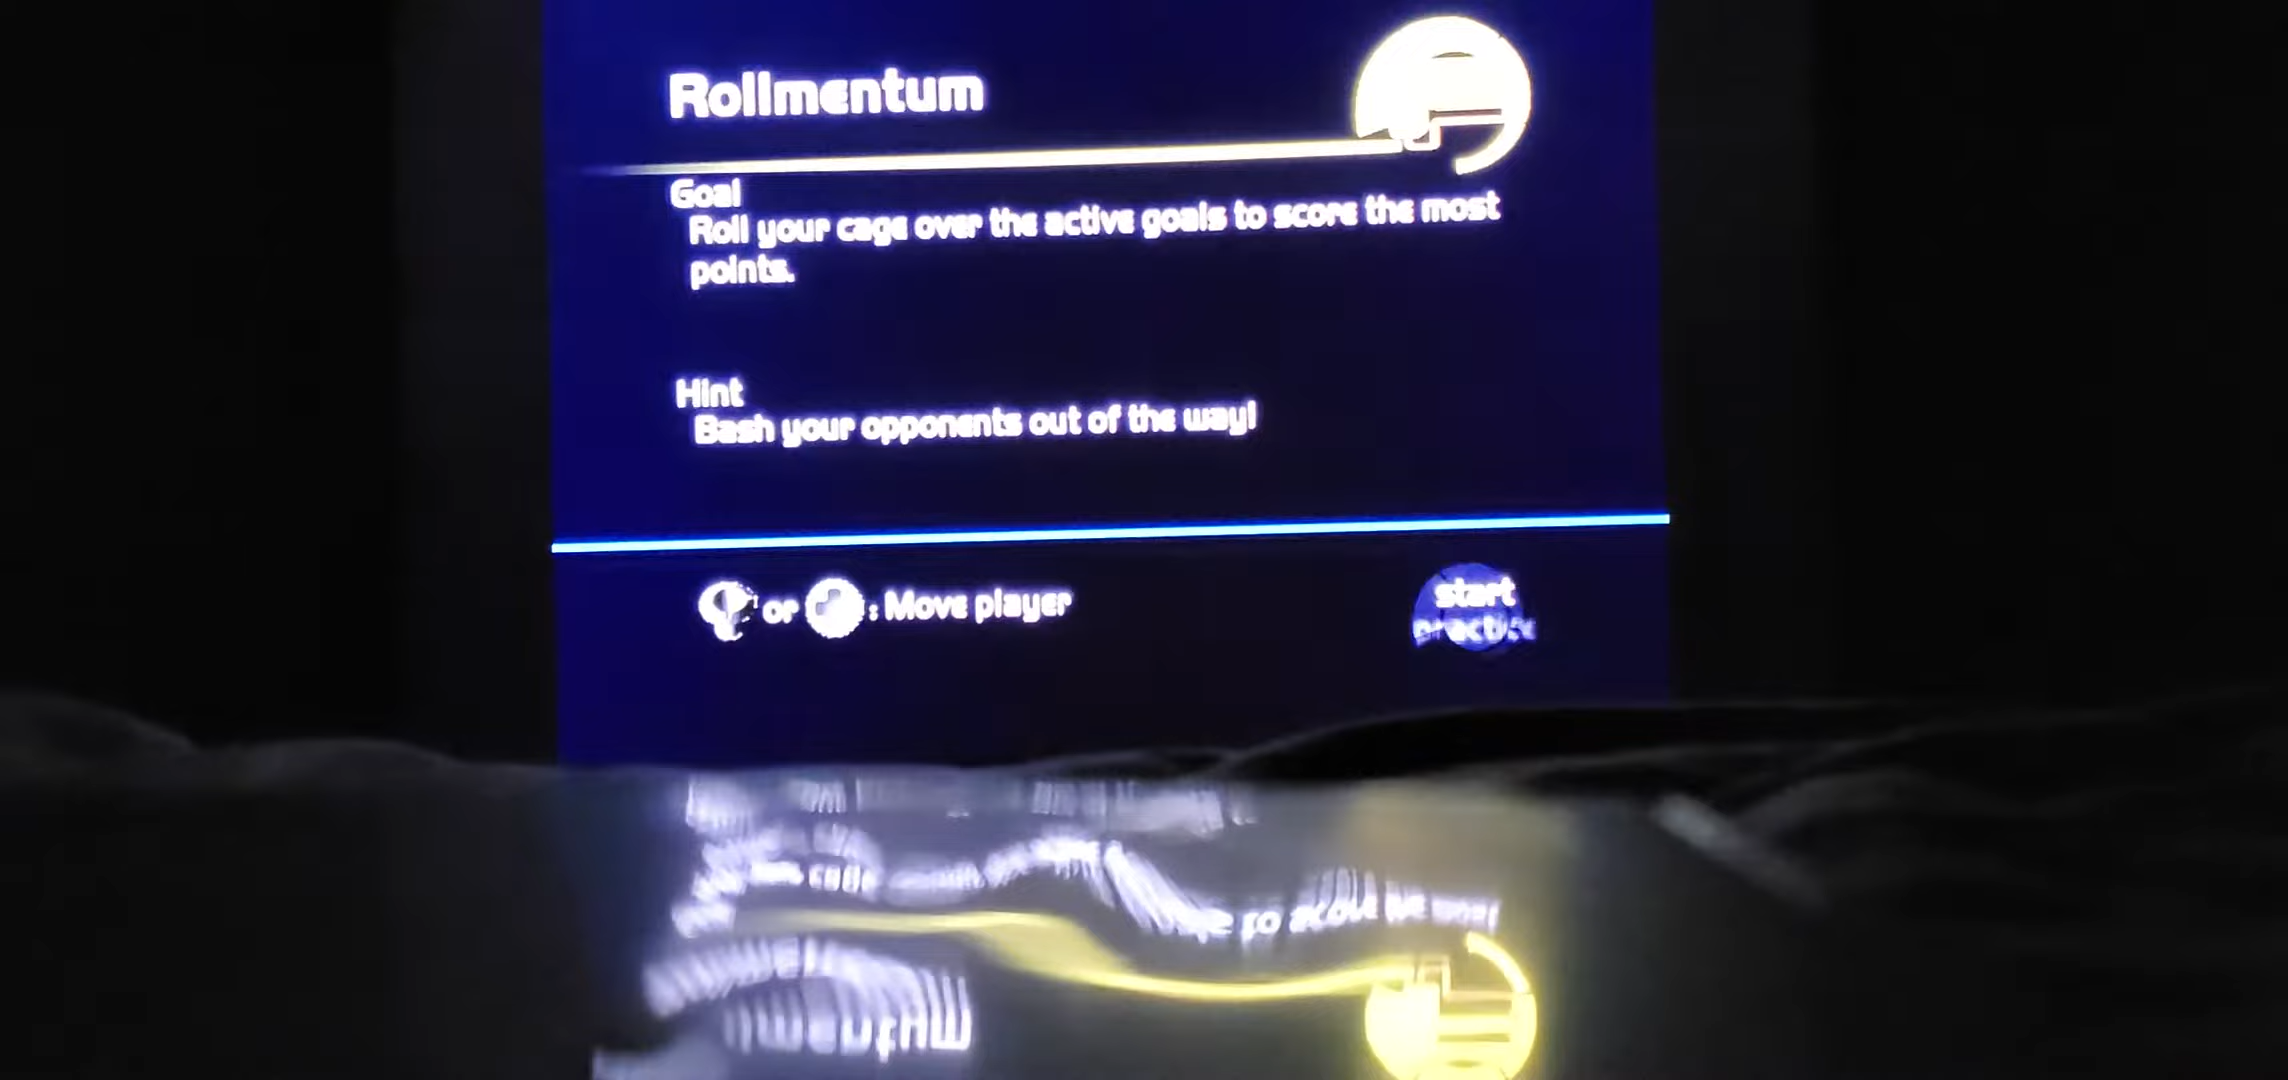 Rollmentum
Goal
Roll your cage over the active goals to score the most
points.
Hint
Bash your opponents out of the way!
or : Move player
start
practice